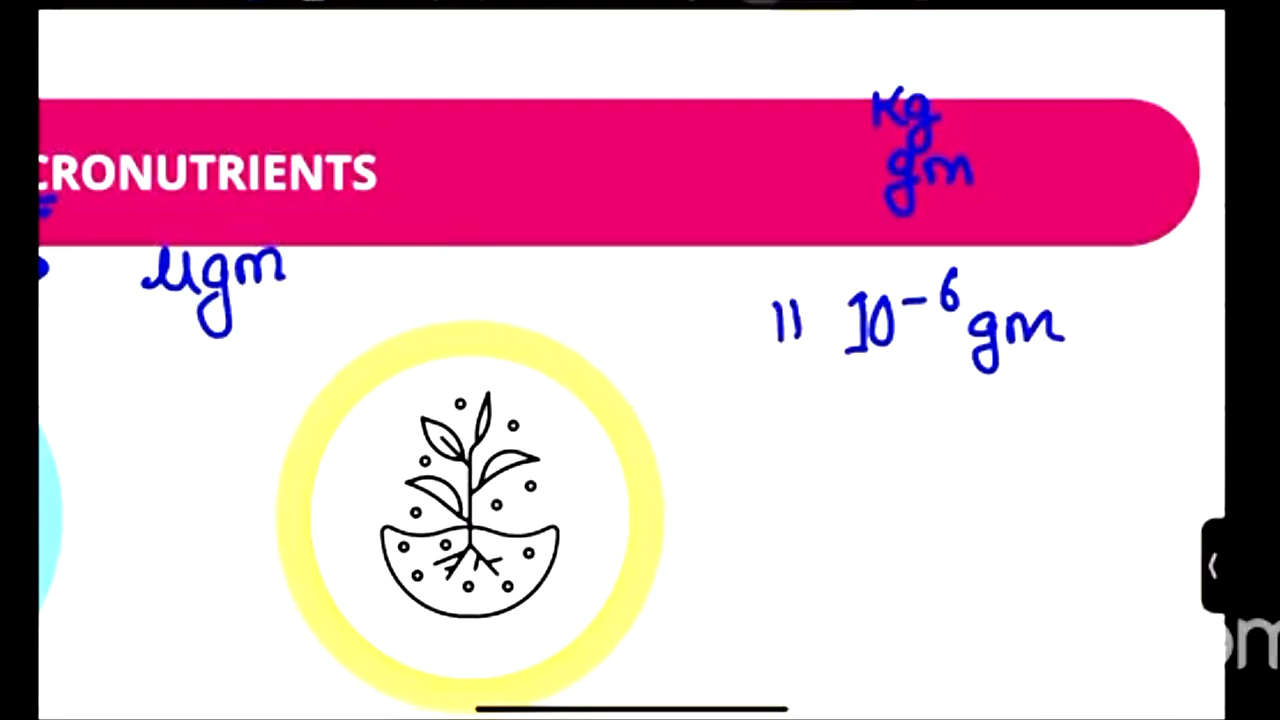 Kg
CRONUTRIENTS
gm
µgm
= 10-6 gm